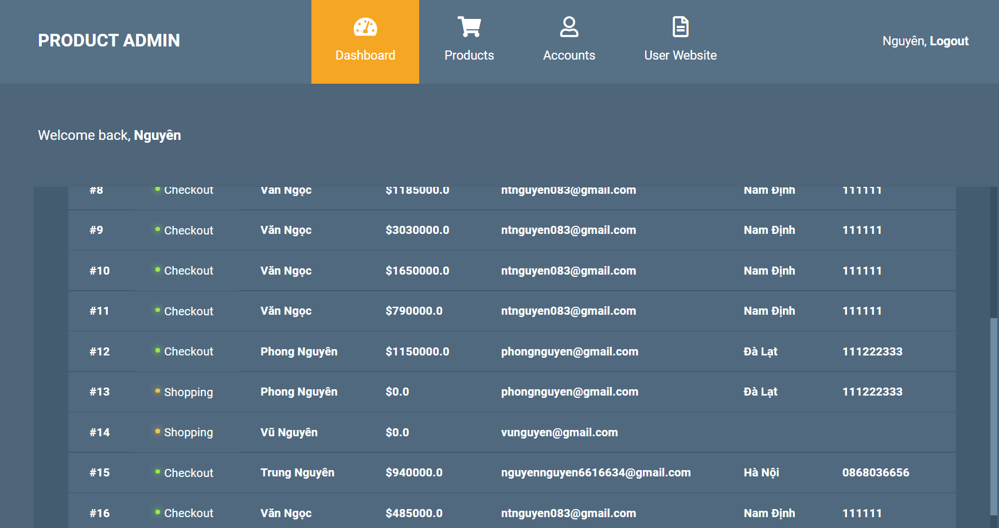 PRODUCT ADMIN
Dashboard
Products
Accounts
User Website
Nguyên, Logout
Welcome back, Nguyên
#8 Checkout Văn Ngọc $1185000.0 ntnguyen083@gmail.com Nam Định 111111
#9 Checkout Văn Ngọc $3030000.0 ntnguyen083@gmail.com Nam Định 111111
#10 Checkout Văn Ngọc $1650000.0 ntnguyen083@gmail.com Nam Định 111111
#11 Checkout Văn Ngọc $790000.0 ntnguyen083@gmail.com Nam Định 111111
#12 Checkout Phong Nguyên $1150000.0 phongnguyen@gmail.com Đà Lạt 111222333
#13 Shopping Phong Nguyên $0.0 phongnguyen@gmail.com Đà Lạt 111222333
#14 Shopping Vũ Nguyên $0.0 vunguyen@gmail.com
#15 Checkout Trung Nguyên $940000.0 nguyennguyen6616634@gmail.com Hà Nội 0868036656
#16 Checkout Văn Ngọc $485000.0 ntnguyen083@gmail.com Nam Định 111111